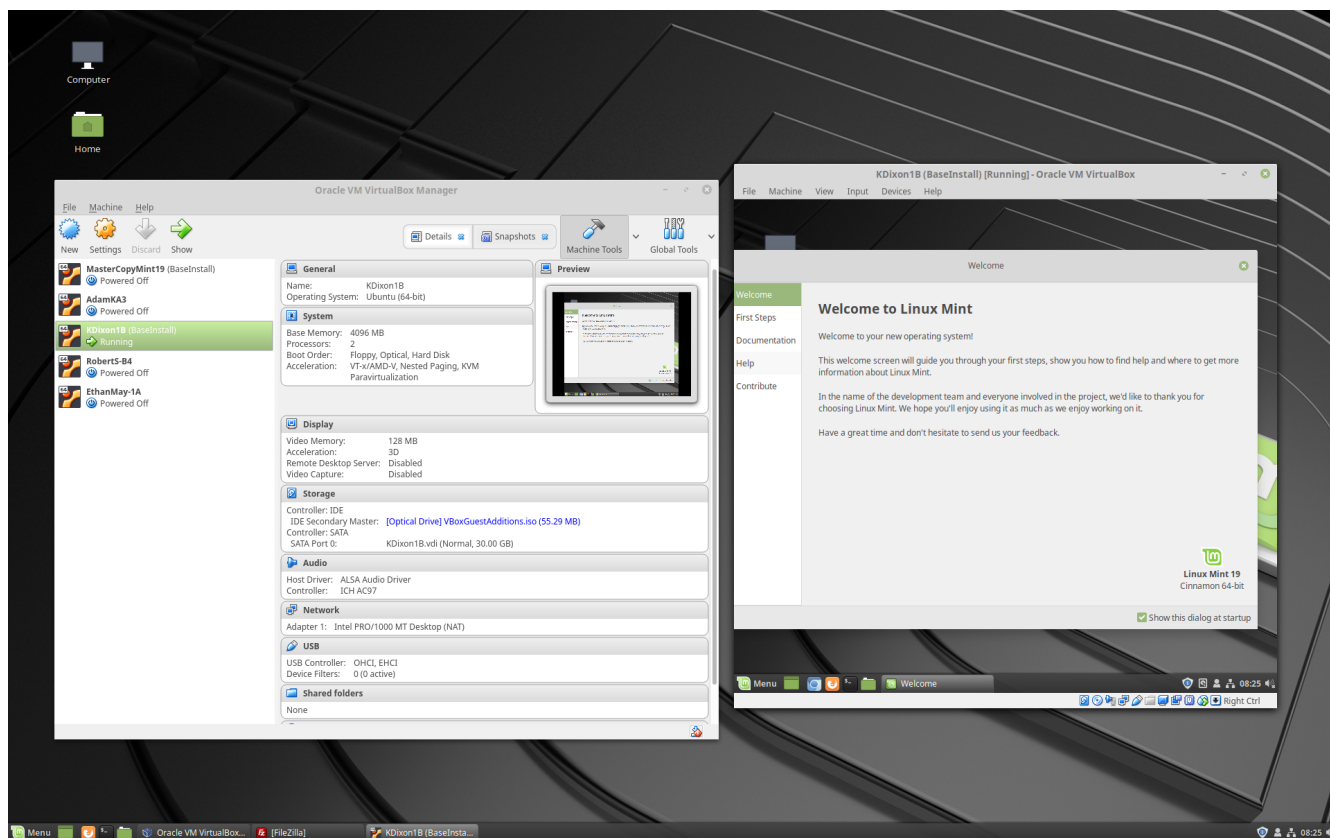 Computer
Home
Oracle VM VirtualBox Manager
File Machine Help
New Settings Discard Show
Details Snapshots
Machine Tools Global Tools
MasterCopyMint19 (BaseInstall)
Powered Off
AdamKA3
Powered Off
KDixon1B (BaseInstall)
Running
RobertS-B4
Powered Off
EthanMay-1A
Powered Off
General
Name: KDixon1B
Operating System: Ubuntu (64-bit)
System
Base Memory: 4096 MB
Processors: 2
Boot Order: Floppy, Optical, Hard Disk
Acceleration: VT-x/AMD-V, Nested Paging, KVM
Paravirtualization
Preview
Display
Video Memory: 128 MB
Acceleration: 3D
Remote Desktop Server: Disabled
Video Capture: Disabled
Storage
Controller: IDE
IDE Secondary Master: [Optical Drive] VBoxGuestAdditions.iso (55.29 MB)
Controller: SATA
SATA Port 0: KDixon1B.vdi (Normal, 30.00 GB)
Audio
Host Driver: ALSA Audio Driver
Controller: ICH AC97
Network
Adapter 1: Intel PRO/1000 MT Desktop (NAT)
USB
USB Controller: OHCI, EHCI
Device Filters: 0 (0 active)
Shared folders
None
KDixon1B (BaseInstall) [Running] - Oracle VM VirtualBox
File Machine View Input Devices Help
Welcome
Welcome
First Steps
Documentation
Help
Contribute
Welcome to Linux Mint
Welcome to your new operating system!
This welcome screen will guide you through your first steps, show you how to find help and where to get more
information about Linux Mint.
In the name of the development team and everyone involved in the project, we'd like to thank you for
choosing Linux Mint. We hope you'll enjoy using it as much as we enjoy working on it.
Have a great time and don't hesitate to send us your feedback.
Linux Mint 19
Cinnamon 64-bit
Show this dialog at startup
Menu Welcome 08:25
Right Ctrl
Menu Oracle VM VirtualBox... [FileZilla] KDixon1B (BaseInsta... 08:25